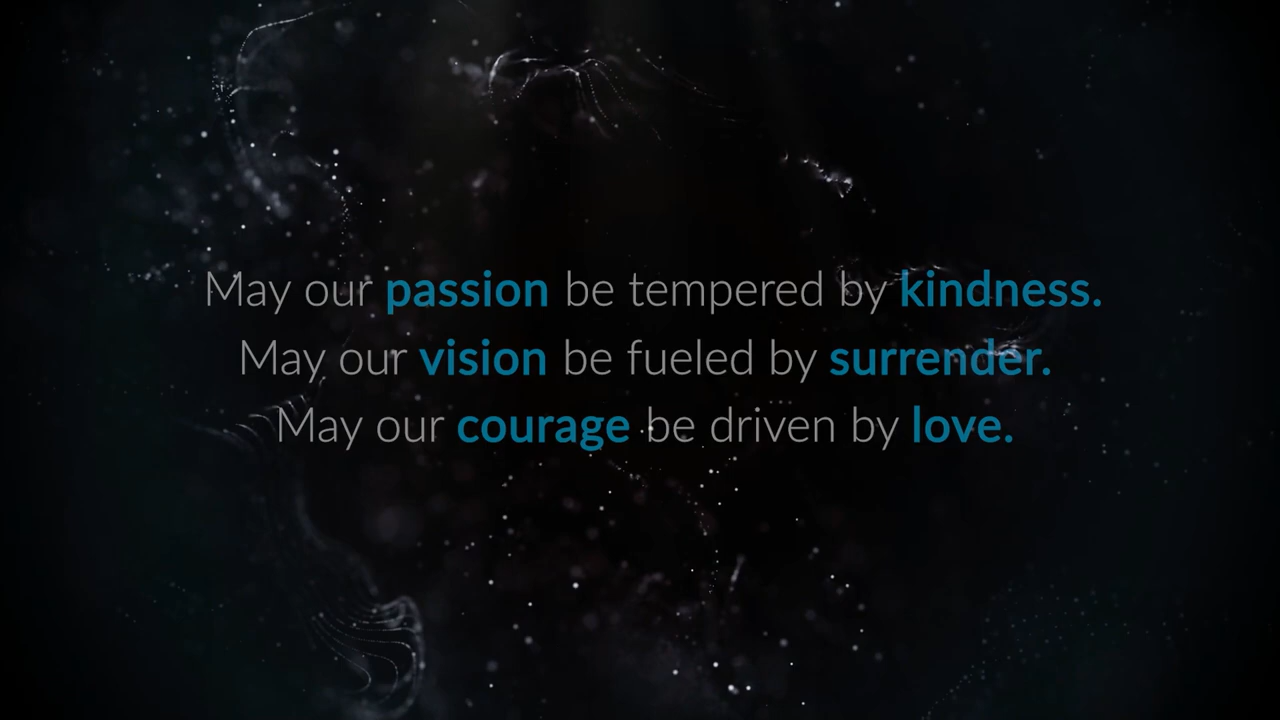 May our passion be tempered by kindness.
May our vision be fueled by surrender.
May our courage be driven by love.